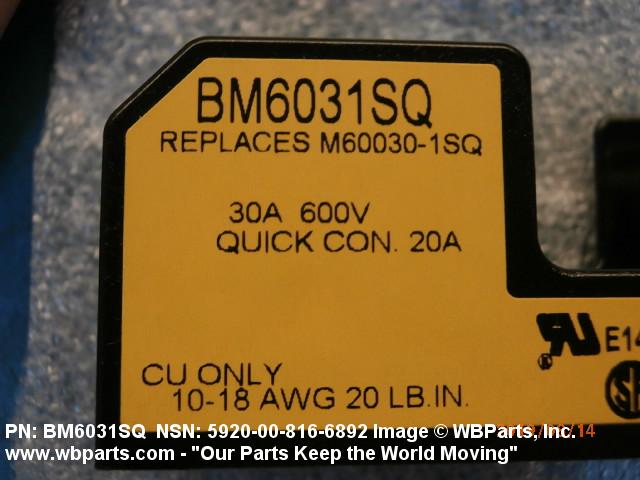 BM6031SQ
REPLACES M60030-1SQ
30A 600V
QUICK CON. 20A
E14
CU ONLY
10-18 AWG 20 LB.IN.
PN: BM6031SQ NSN: 5920-00-816-6892 Image © WBParts, Inc.
www.wbparts.com - "Our Parts Keep the World Moving"